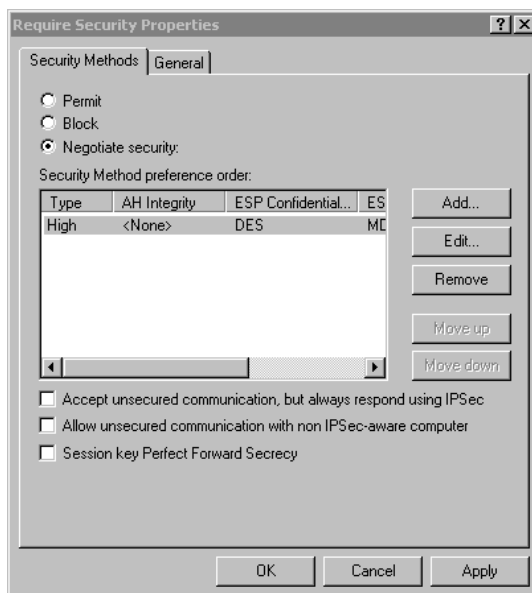 Require Security Properties
Security Methods General
Permit
Block
Negotiate security:
Security Method preference order:
Type AH Integrity ESP Confidential... ES
High <None> DES MD
Add...
Edit...
Remove
Move up
Move down
Accept unsecured communication, but always respond using IPSec
Allow unsecured communication with non IPSec-aware computer
Session key Perfect Forward Secrecy
OK Cancel Apply